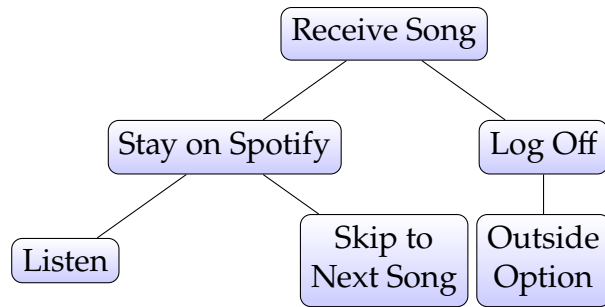 Receive Song
Stay on Spotify
Log Off
Listen
Skip to
Next Song
Outside
Option